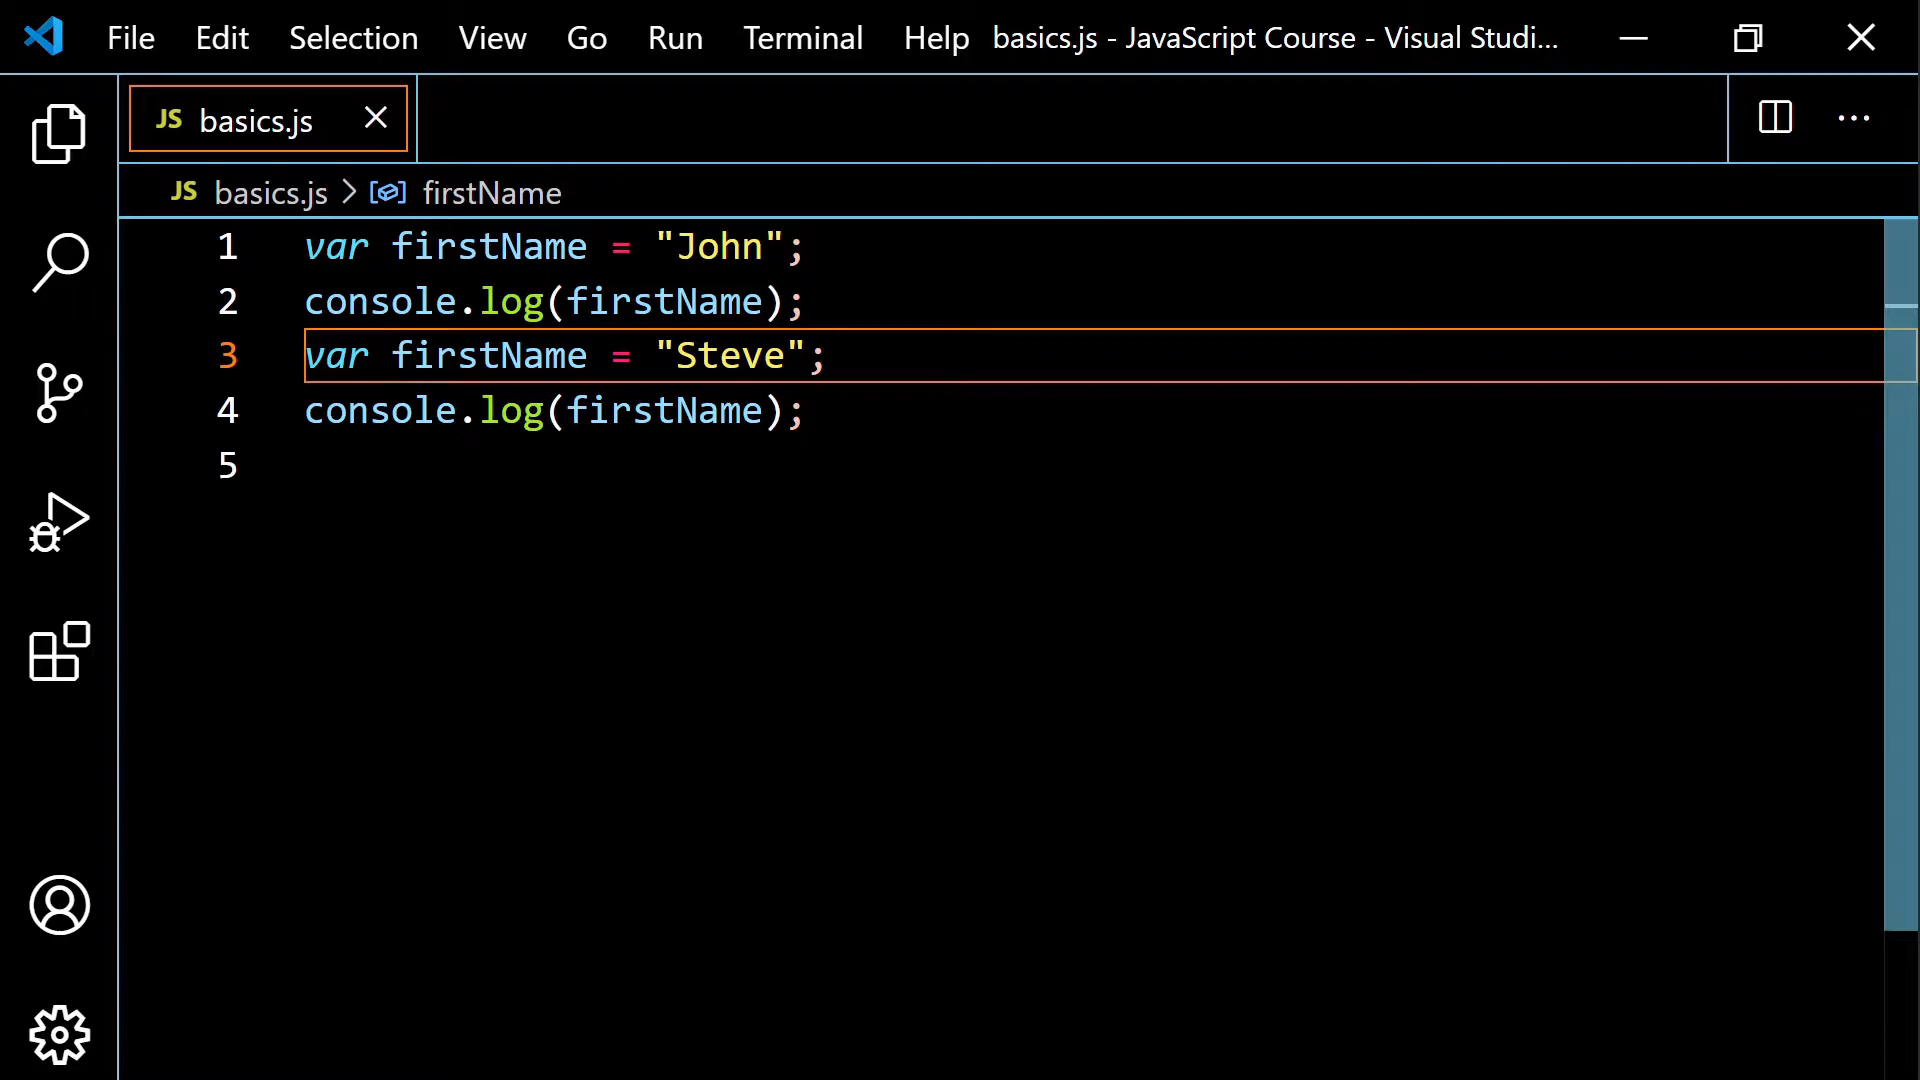 File Edit Selection View Go Run Terminal Help basics.js - JavaScript Course - Visual Studi...
JS basics.js
JS basics.js > firstName
1 var firstName = "John";
2 console.log(firstName);
3 var firstName = "Steve";
4 console.log(firstName);
5